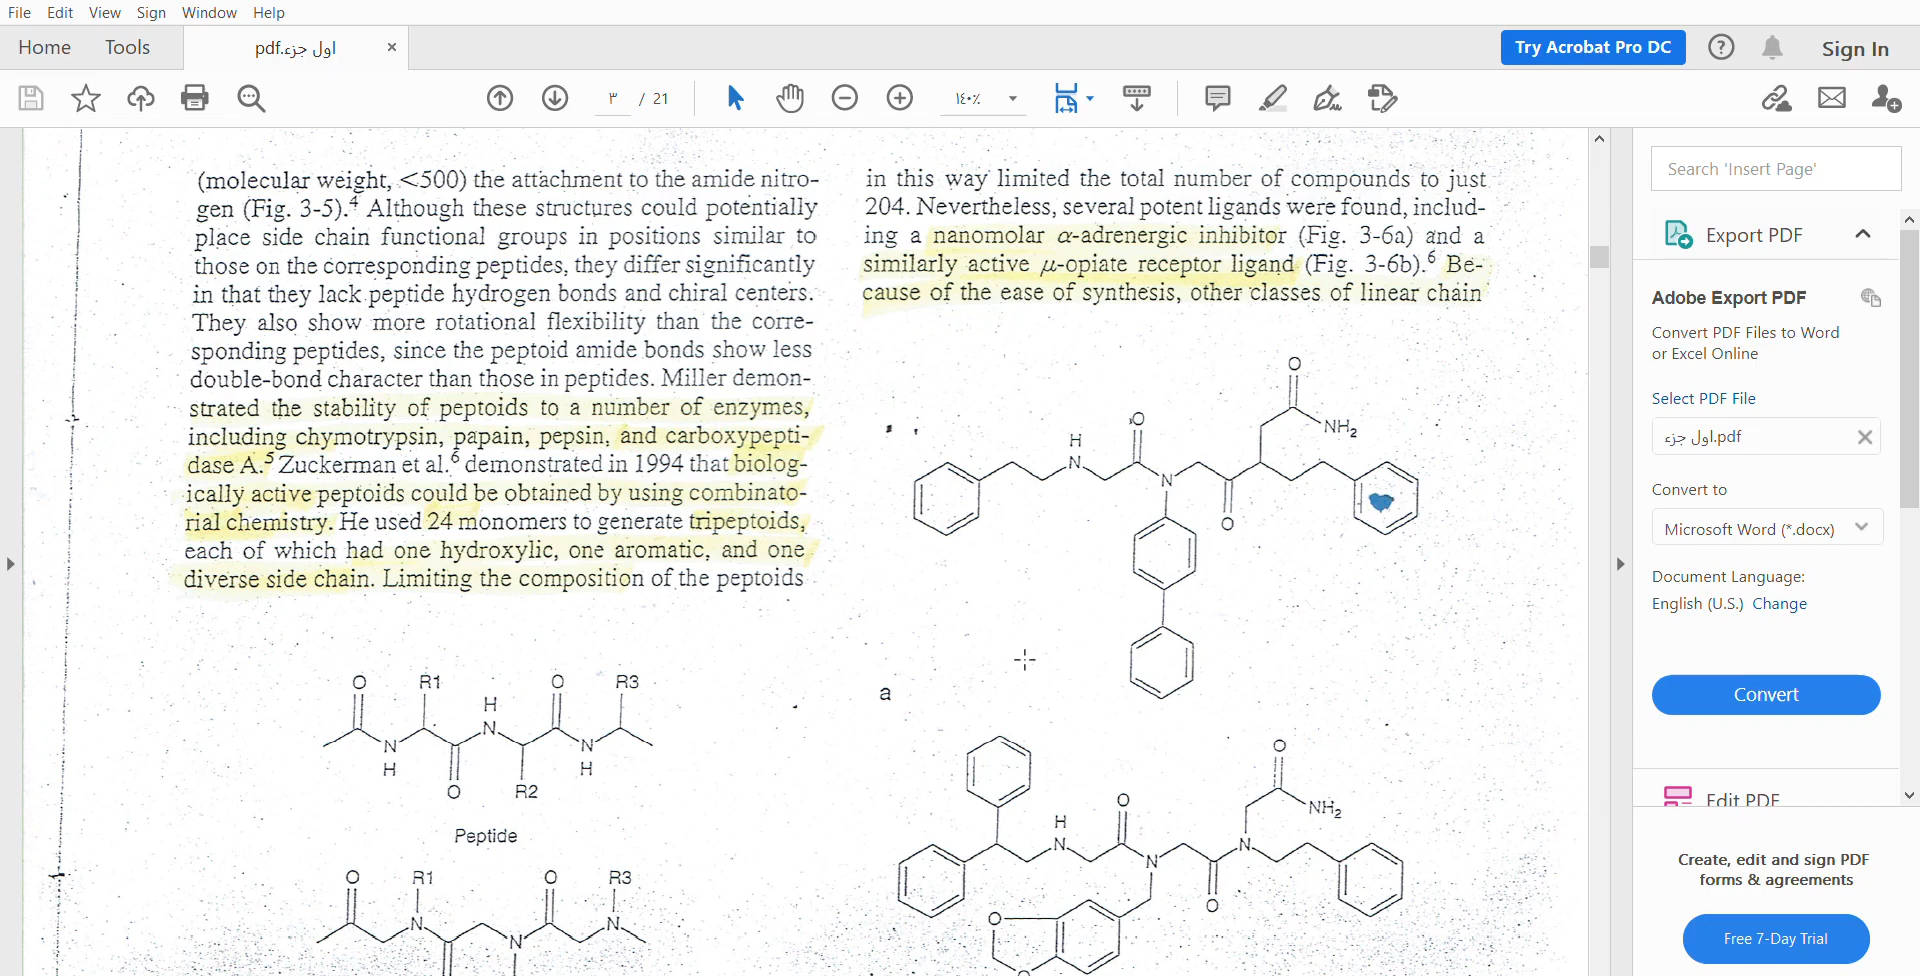 File Edit View Sign Window Help
Home Tools اول جزء.pdf × Try Acrobat Pro DC Sign In
٣ / 21 ١٤٠٪
(molecular weight, <500) the attachment to the amide nitro-
gen (Fig. 3-5).⁴ Although these structures could potentially
place side chain functional groups in positions similar to
those on the corresponding peptides, they differ significantly
in that they lack peptide hydrogen bonds and chiral centers.
They also show more rotational flexibility than the corre-
sponding peptides, since the peptoid amide bonds show less
double-bond character than those in peptides. Miller demon-
strated the stability of peptoids to a number of enzymes,
including chymotrypsin, papain, pepsin, and carboxypepti-
dase A.⁵ Zuckerman et al.⁶ demonstrated in 1994 that biolog-
ically active peptoids could be obtained by using combinato-
rial chemistry. He used 24 monomers to generate tripeptoids,
each of which had one hydroxylic, one aromatic, and one
diverse side chain. Limiting the composition of the peptoids
O R1 H O R3
N N N
H H
O R2
Peptide
O R1 O R3
N N
N
in this way limited the total number of compounds to just
204. Nevertheless, several potent ligands were found, includ-
ing a nanomolar α-adrenergic inhibitor (Fig. 3-6a) and a
similarly active μ-opiate receptor ligand (Fig. 3-6b).⁶ Be-
cause of the ease of synthesis, other classes of linear chain
O
O NH₂
H
N
N
O
a
O
O NH₂
H
N N
N
O
O
O
Search 'Insert Page'
Export PDF
Adobe Export PDF
Convert PDF Files to Word
or Excel Online
Select PDF File
اول جزء.pdf
Convert to
Microsoft Word (*.docx)
Document Language:
English (U.S.) Change
Convert
Edit PDF
Create, edit and sign PDF
forms & agreements
Free 7-Day Trial